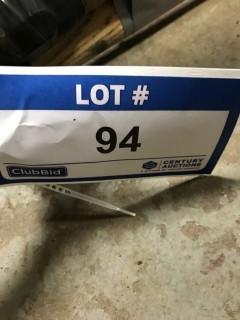 LOT #
94
ClubBid
CENTURY
AUCTIONS